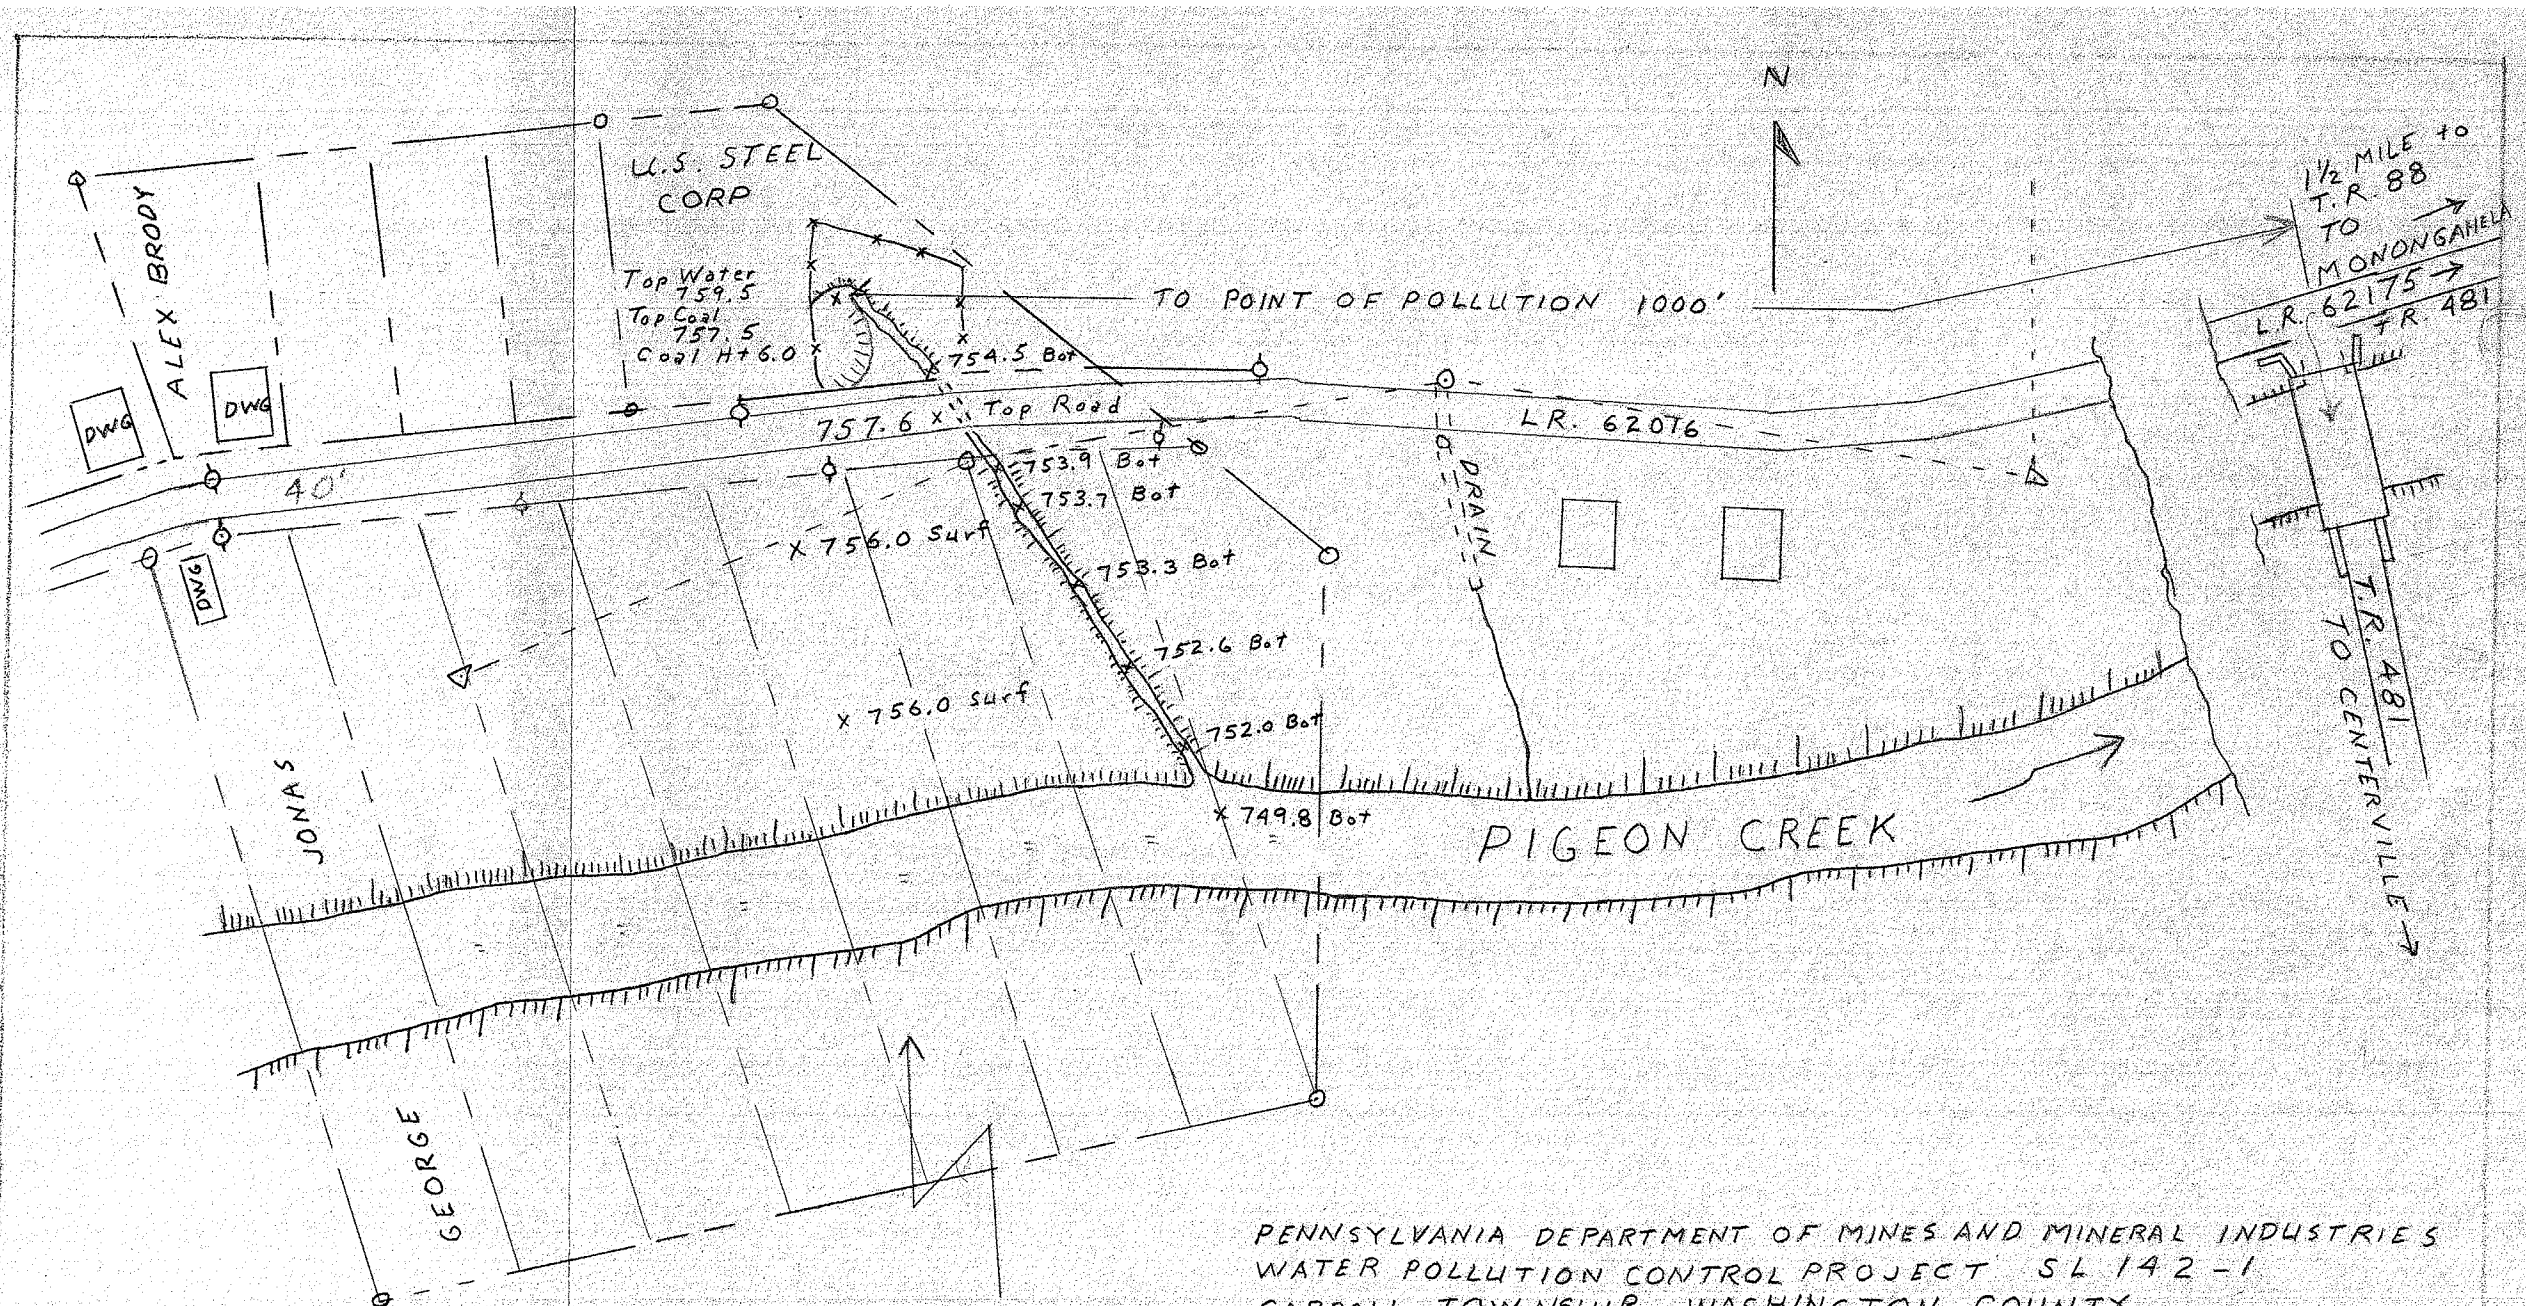 N
1½ MILE to
T.R. 88
TO
MONONGAHELA
L.R. 62175
T.R. 481
U.S. STEEL
CORP
ALEX BRODY
Top Water
759.5
Top Coal
757.5
Coal Ht 6.0
TO POINT OF POLLUTION 1000'
754.5 Bot
DWG
DWG
757.6 x Top Road
L.R. 62076
40'
753.9 Bot
753.7 Bot
DRAIN
x 756.0 Surf
753.3 Bot
DWG
T.R. 481
TO CENTERVILLE
752.6 Bot
x 756.0 Surf
752.0 Bot
JONAS
x 749.8 Bot
PIGEON CREEK
GEORGE
PENNSYLVANIA DEPARTMENT OF MINES AND MINERAL INDUSTRIES
WATER POLLUTION CONTROL PROJECT SL 142-1
CARROLL TOWNSHIP WASHINGTON COUNTY